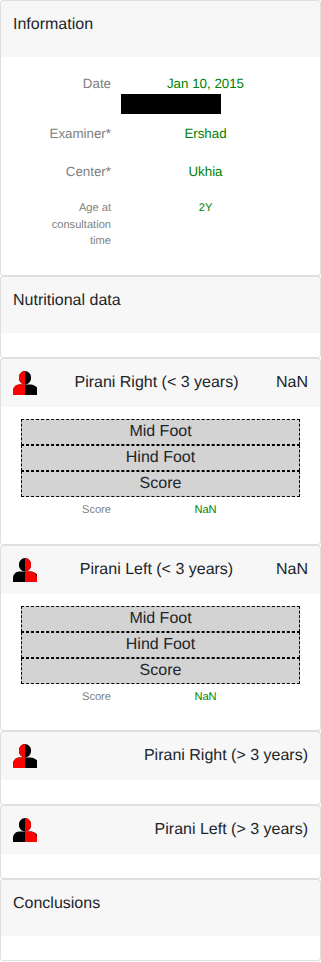 Information
Date Jan 10, 2015
Examiner* Ershad
Center* Ukhia
Age at 2Y
consultation
time
Nutritional data
Pirani Right (< 3 years) NaN
Mid Foot
Hind Foot
Score
Score NaN
Pirani Left (< 3 years) NaN
Mid Foot
Hind Foot
Score
Score NaN
Pirani Right (> 3 years)
Pirani Left (> 3 years)
Conclusions